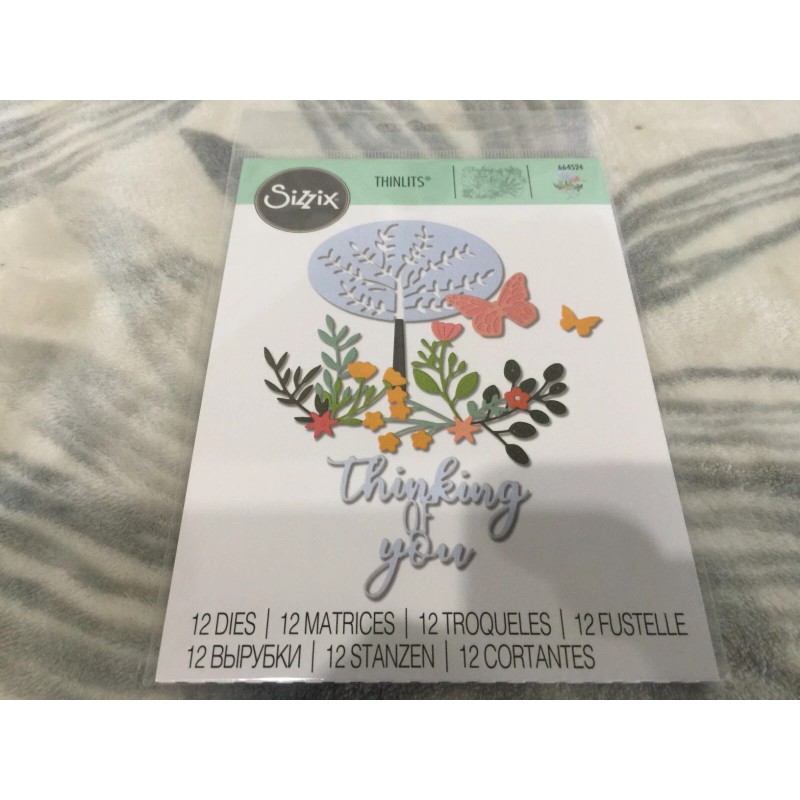 Sizzix
THINLITS®
664594
thinking
of
you
12 DIES | 12 MATRICES | 12 TROQUELES | 12 FUSTELLE
12 ВЫРУБКИ | 12 STANZEN | 12 CORTANTES